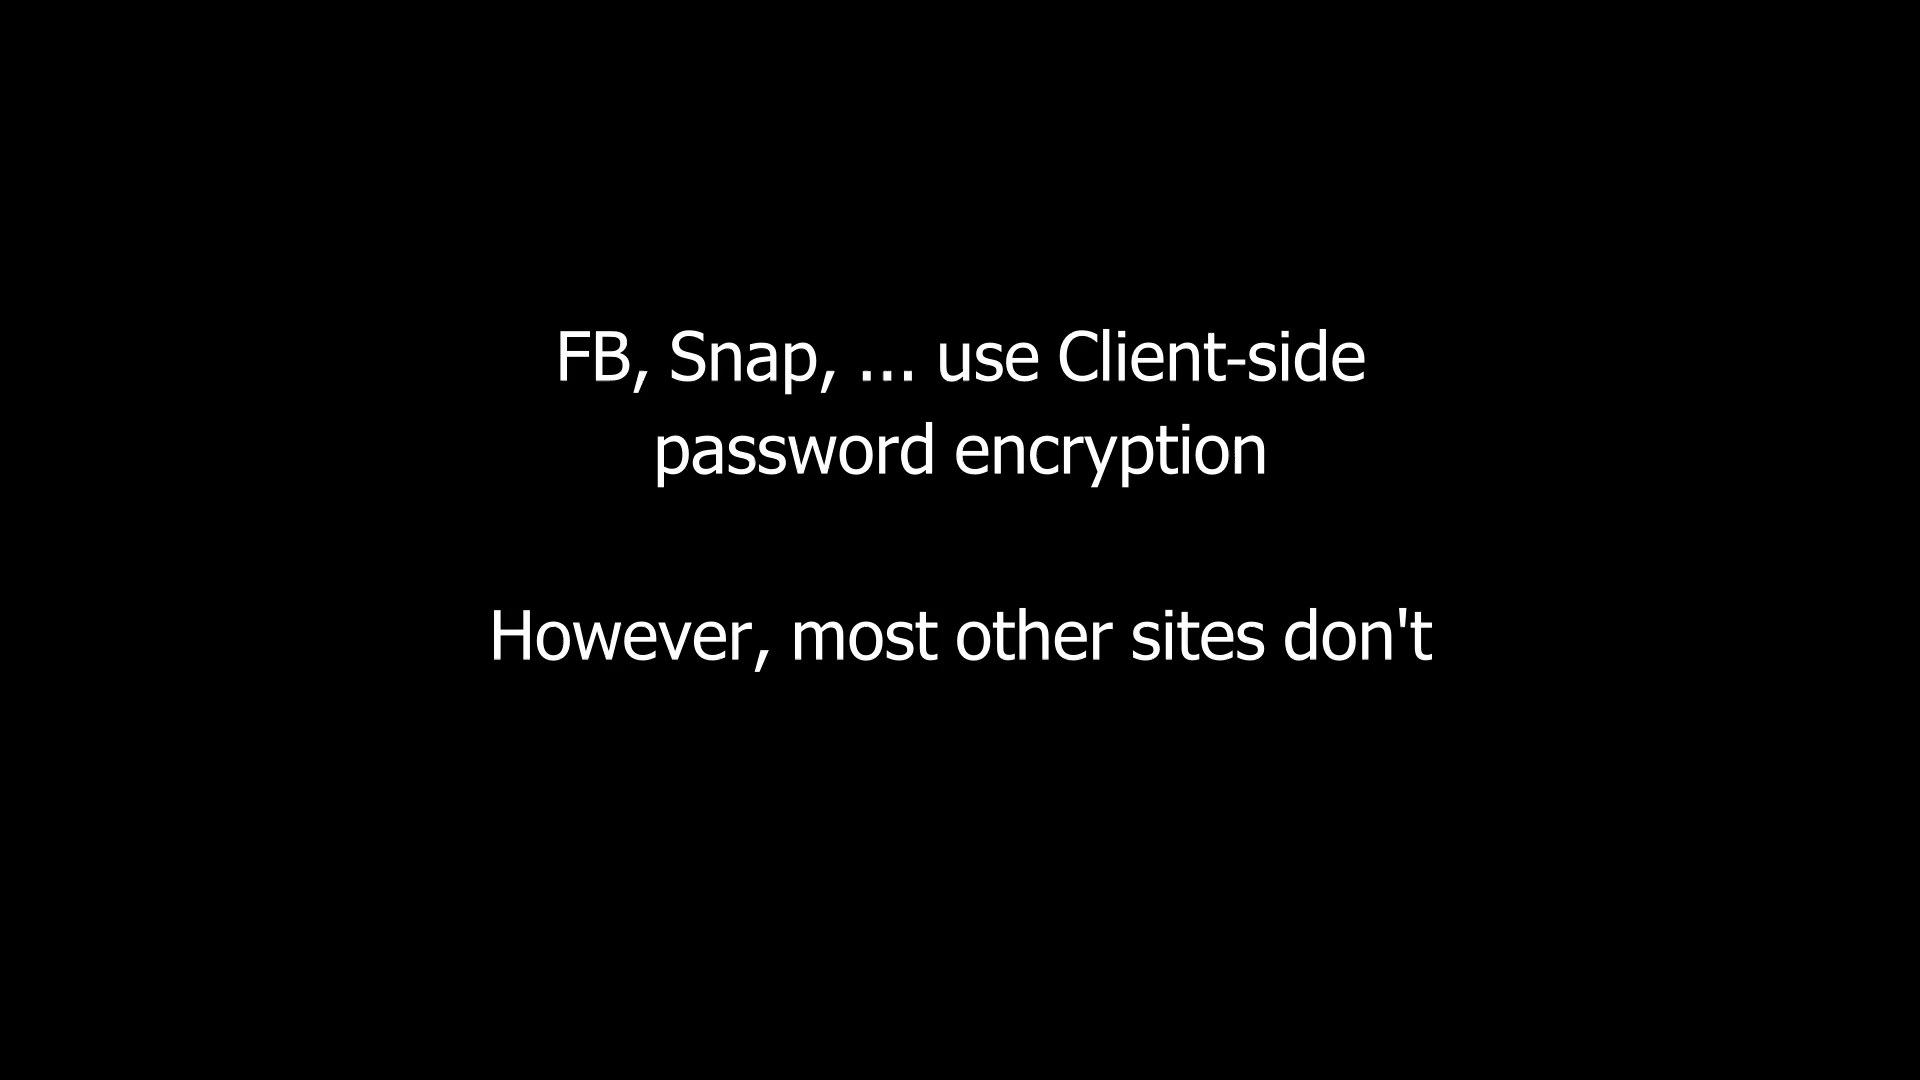 FB, Snap, ... use Client-side
password encryption
However, most other sites don't